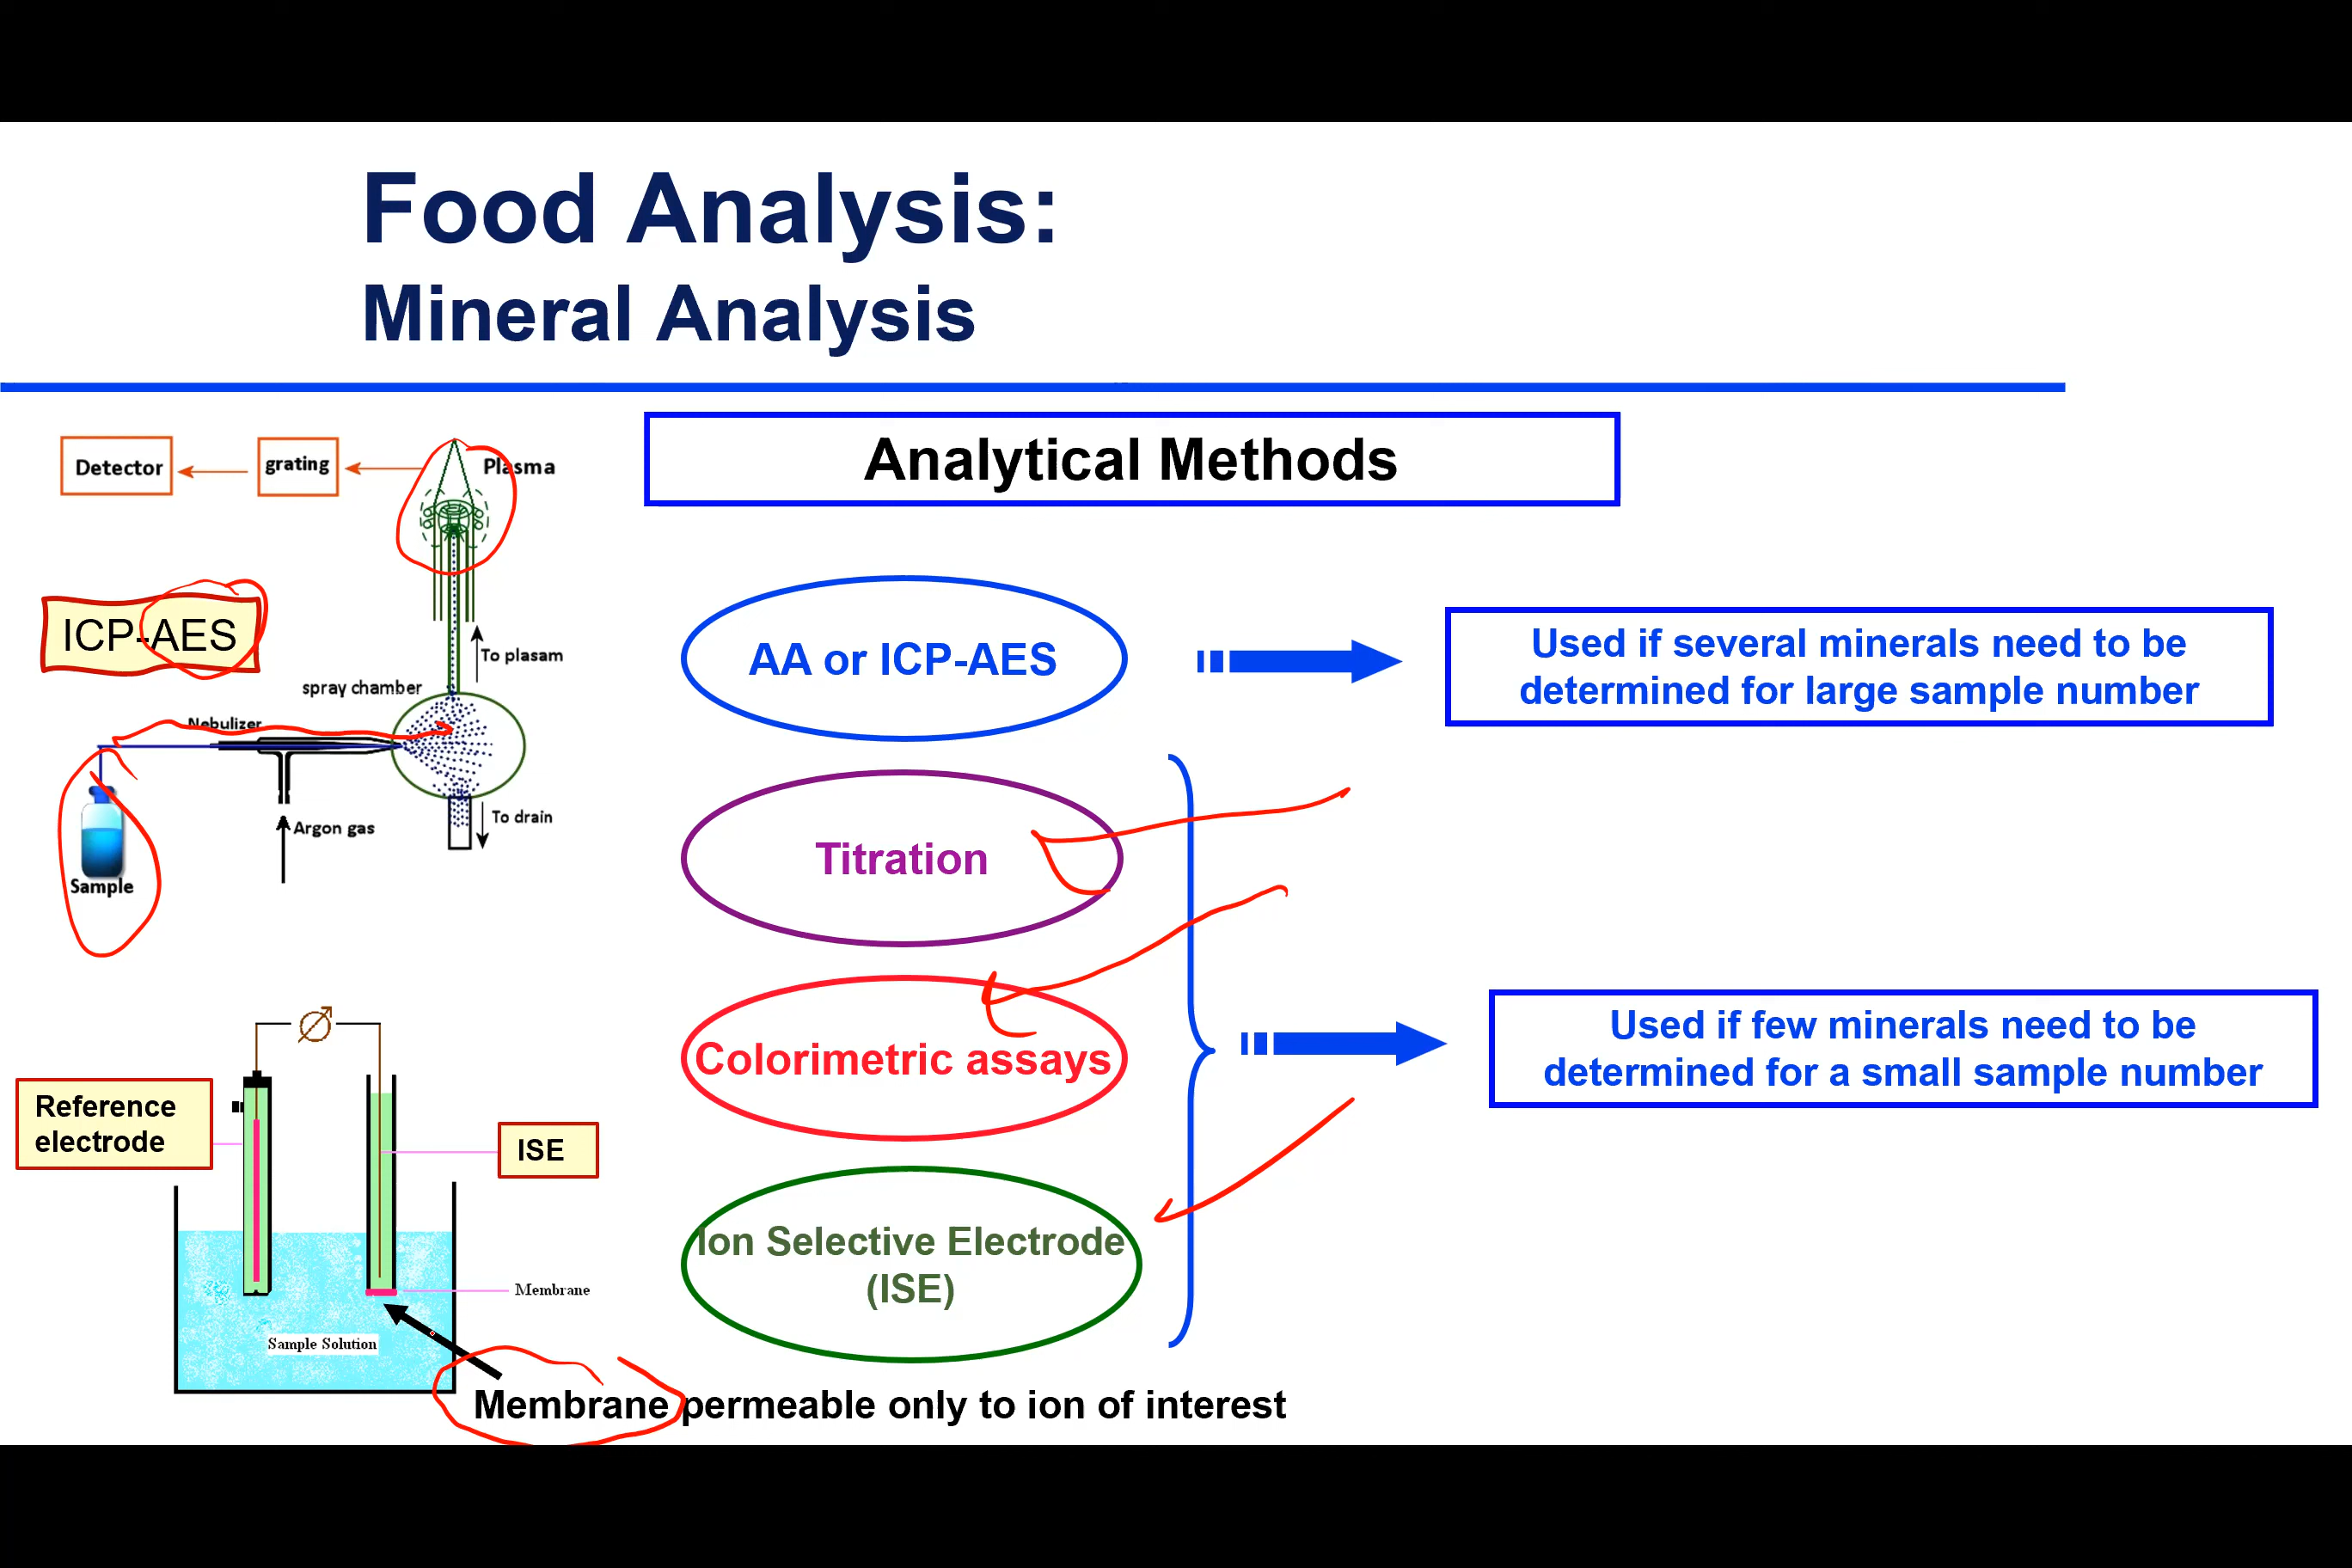 Food Analysis:
Mineral Analysis
Analytical Methods
Detector
grating
Plasma
ICP-AES
To plasam
spray chamber
Nebulizer
Argon gas
To drain
Sample
AA or ICP-AES
Used if several minerals need to be
determined for large sample number
Titration
Colorimetric assays
Ion Selective Electrode
(ISE)
Used if few minerals need to be
determined for a small sample number
Reference
electrode
ISE
Membrane
Sample Solution
Membrane permeable only to ion of interest